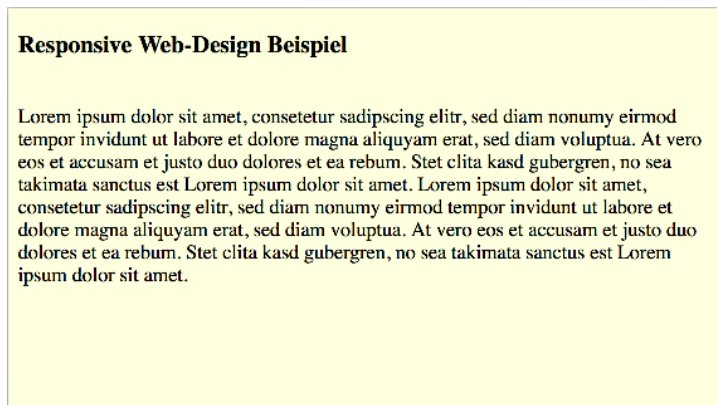 Responsive Web-Design Beispiel
Lorem ipsum dolor sit amet, consetetur sadipscing elitr, sed diam nonumy eirmod
tempor invidunt ut labore et dolore magna aliquyam erat, sed diam voluptua. At vero
eos et accusam et justo duo dolores et ea rebum. Stet clita kasd gubergren, no sea
takimata sanctus est Lorem ipsum dolor sit amet. Lorem ipsum dolor sit amet,
consetetur sadipscing elitr, sed diam nonumy eirmod tempor invidunt ut labore et
dolore magna aliquyam erat, sed diam voluptua. At vero eos et accusam et justo duo
dolores et ea rebum. Stet clita kasd gubergren, no sea takimata sanctus est Lorem
ipsum dolor sit amet.